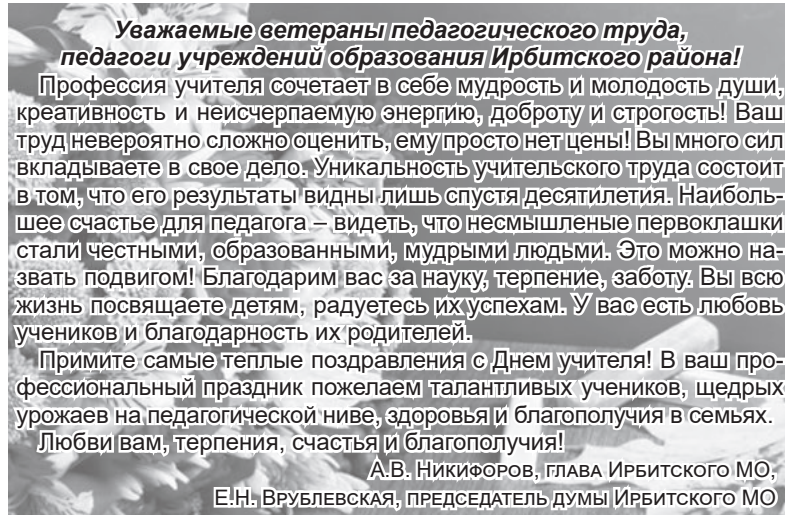 Уважаемые ветераны педагогического труда,
педагоги учреждений образования Ирбитского района!
Профессия учителя сочетает в себе мудрость и молодость души,
креативность и неисчерпаемую энергию, доброту и строгость! Ваш
труд невероятно сложно оценить, ему просто нет цены! Вы много сил
вкладываете в свое дело. Уникальность учительского труда состоит
в том, что его результаты видны лишь спустя десятилетия. Наиболь-
шее счастье для педагога – видеть, что несмышленые первоклашки
стали честными, образованными, мудрыми людьми. Это можно на-
звать подвигом! Благодарим вас за науку, терпение, заботу. Вы всю
жизнь посвящаете детям, радуетесь их успехам. У вас есть любовь
учеников и благодарность их родителей.
Примите самые теплые поздравления с Днем учителя! В ваш про-
фессиональный праздник пожелаем талантливых учеников, щедрых
урожаев на педагогической ниве, здоровья и благополучия в семьях.
Любви вам, терпения, счастья и благополучия!
А.В. Никифоров, глава Ирбитского МО,
Е.Н. Врублевская, председатель думы Ирбитского МО